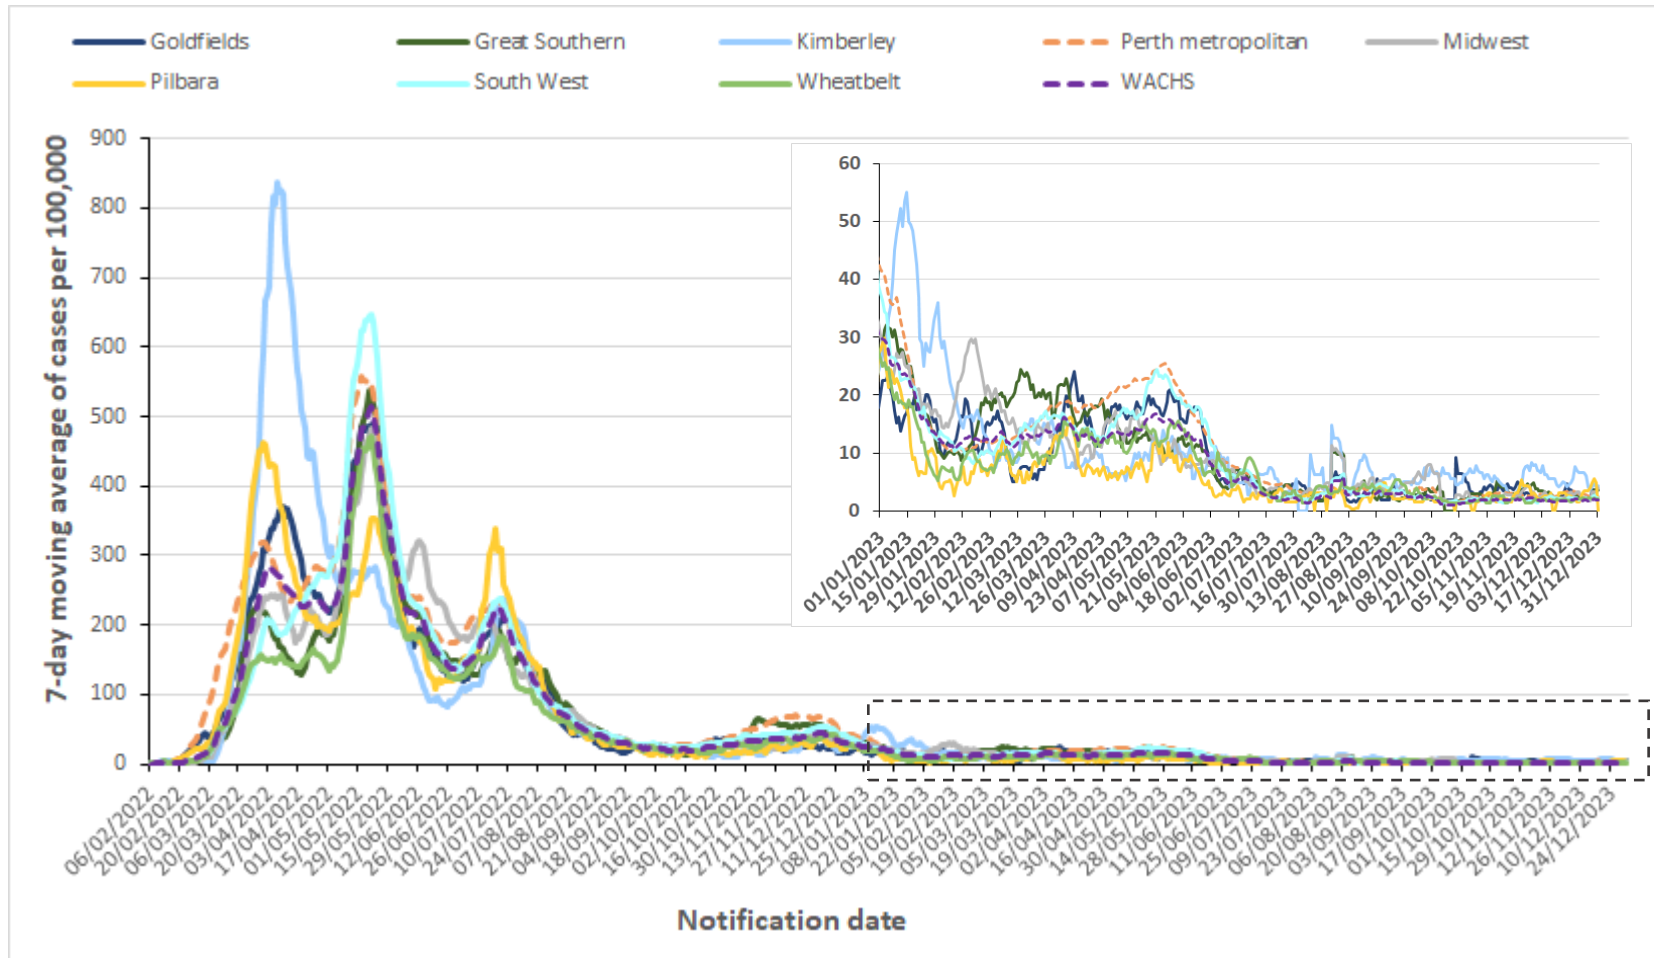 Goldfields Great Southern Kimberley Perth metropolitan Midwest
Pilbara South West Wheatbelt WACHS
7-day moving average of cases per 100,000
900
800
700
600
500
400
300
200
100
0
60
50
40
30
20
10
0
01/01/2023 15/01/2023 29/01/2023 12/02/2023 26/02/2023 12/03/2023 26/03/2023 09/04/2023 23/04/2023 07/05/2023 21/05/2023 04/06/2023 18/06/2023 02/07/2023 16/07/2023 30/07/2023 13/08/2023 27/08/2023 10/09/2023 24/09/2023 08/10/2023 22/10/2023 05/11/2023 19/11/2023 03/12/2023 17/12/2023 31/12/2023
06/02/2022 20/02/2022 06/03/2022 20/03/2022 03/04/2022 17/04/2022 01/05/2022 15/05/2022 29/05/2022 12/06/2022 26/06/2022 10/07/2022 24/07/2022 07/08/2022 21/08/2022 04/09/2022 18/09/2022 02/10/2022 16/10/2022 30/10/2022 13/11/2022 27/11/2022 11/12/2022 25/12/2022 08/01/2023 22/01/2023 05/02/2023 19/02/2023 05/03/2023 19/03/2023 02/04/2023 16/04/2023 30/04/2023 14/05/2023 28/05/2023 11/06/2023 25/06/2023 09/07/2023 23/07/2023 06/08/2023 20/08/2023 03/09/2023 17/09/2023 01/10/2023 15/10/2023 29/10/2023 12/11/2023 26/11/2023 10/12/2023 24/12/2023
Notification date